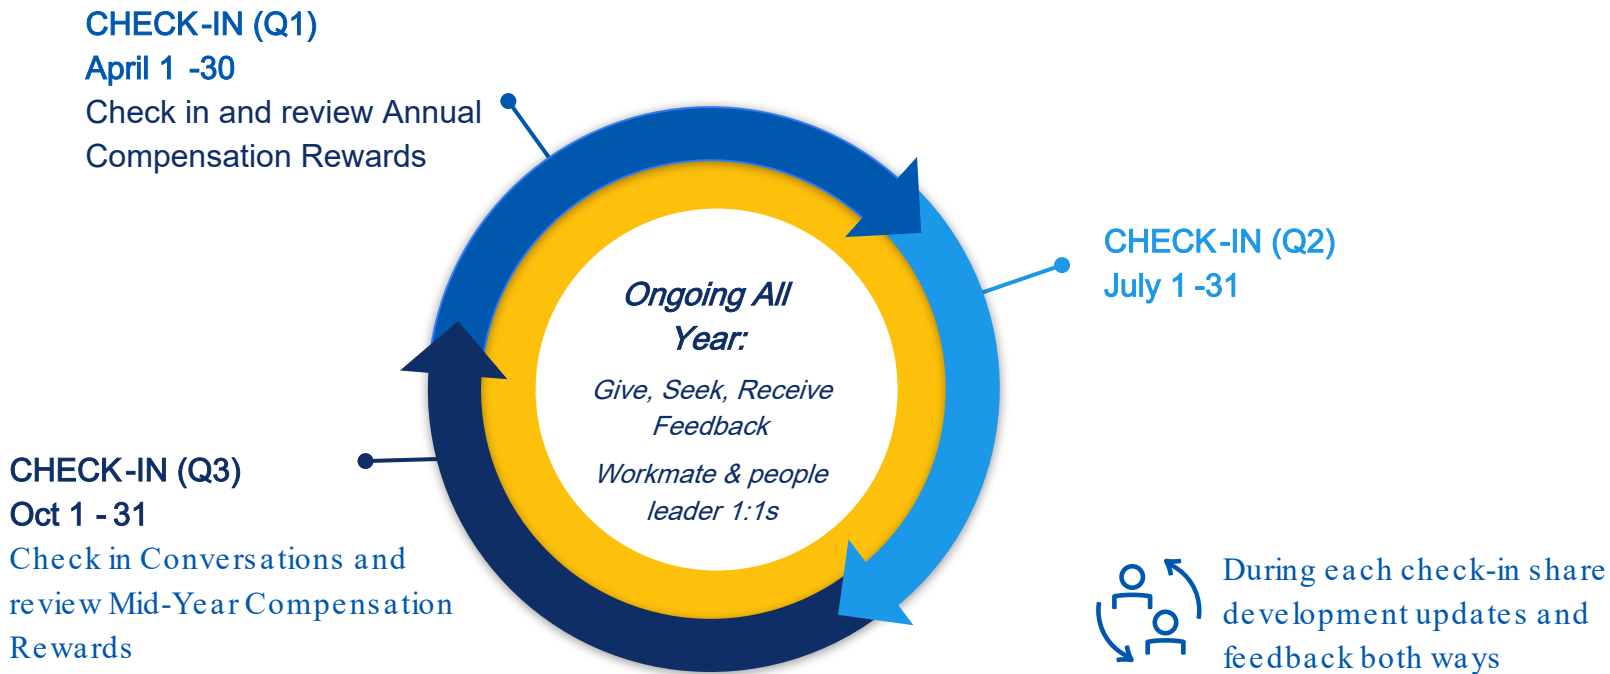 CHECK-IN (Q1)
April 1 -30
Check in and review Annual
Compensation Rewards
CHECK-IN (Q2)
July 1 -31
Ongoing All
Year:
Give, Seek, Receive
Feedback
Workmate & people
leader 1:1s
CHECK-IN (Q3)
Oct 1 - 31
Check in Conversations and
review Mid-Year Compensation
Rewards
During each check-in share
development updates and
feedback both ways